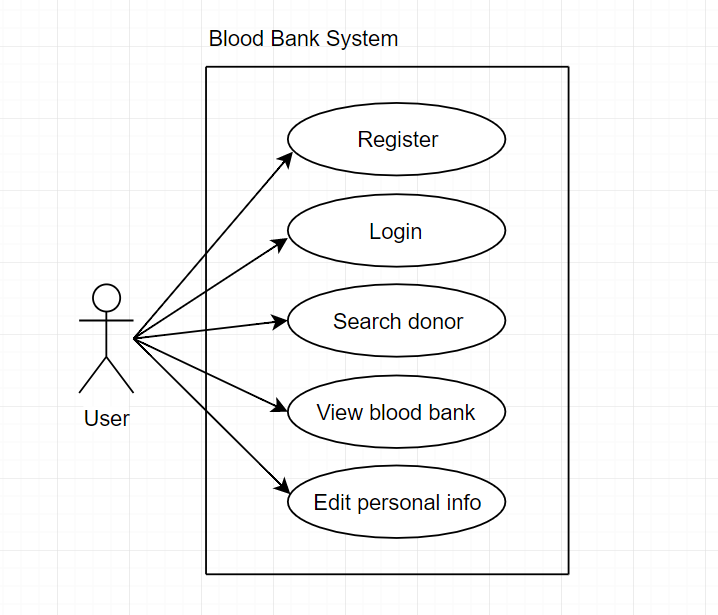 Blood Bank System
Register
Login
Search donor
View blood bank
Edit personal info
User